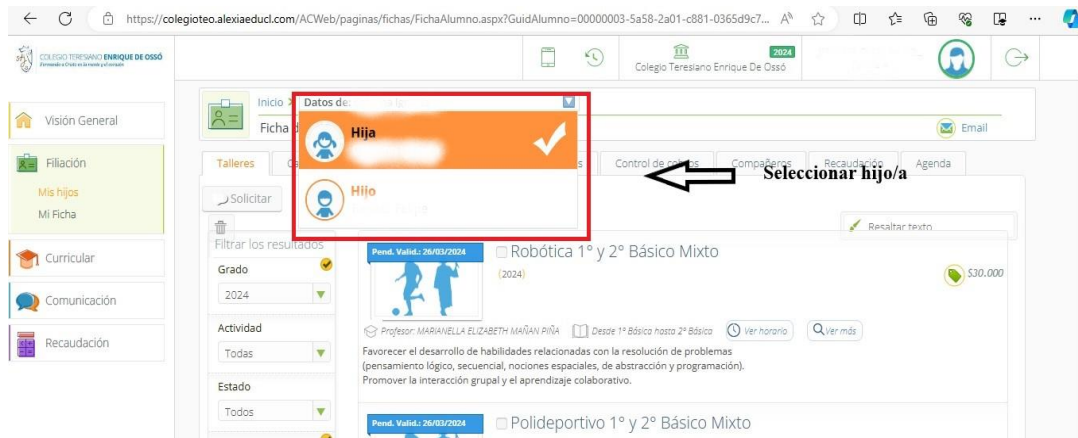 https://colegioteo.alexiaeducl.com/ACWeb/paginas/fichas/FichaAlumno.aspx?GuidAlumno=00000003-5a58-2a01-c881-0365d9c7...
COLEGIO TERESIANO ENRIQUE DE OSSÓ
2024
Colegio Teresiano Enrique De Ossó
Inicio
Datos de:
Visión General
Ficha d
Hija
Email
Filiación
Talleres
Control de cobros
Compañeros
Recaudación
Agenda
Seleccionar hijo/a
Mis hijos
Hijo
Solicitar
Mi Ficha
Resaltar texto
Filtrar los resultados
Pend. Valid.: 26/03/2024
Robótica 1° y 2° Básico Mixto
Curricular
Grado
(2024)
$30.000
2024
Comunicación
Actividad
Profesor: MARIANELLA ELIZABETH MAÑAN PIÑA
Desde 1º Básico hasta 2º Básico
Ver horario
Ver más
Recaudación
Todas
Favorecer el desarrollo de habilidades relacionadas con la resolución de problemas
(pensamiento lógico, secuencial, nociones espaciales, de abstracción y programación).
Promover la interacción grupal y el aprendizaje colaborativo.
Estado
Todos
Pend. Valid.: 26/03/2024
Polideportivo 1° y 2° Básico Mixto